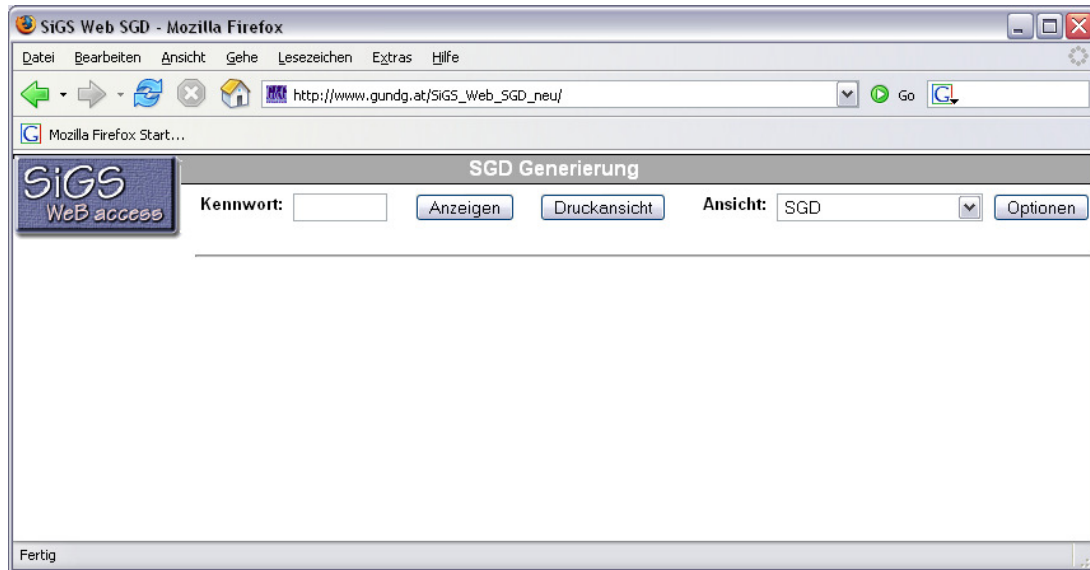 SiGS Web SGD - Mozilla Firefox
Datei Bearbeiten Ansicht Gehe Lesezeichen Extras Hilfe
http://www.gundg.at/SiGS_Web_SGD_neu/ Go G
G Mozilla Firefox Start...
SiGS
WeB access
SGD Generierung
Kennwort: Anzeigen Druckansicht Ansicht: SGD Optionen
Fertig